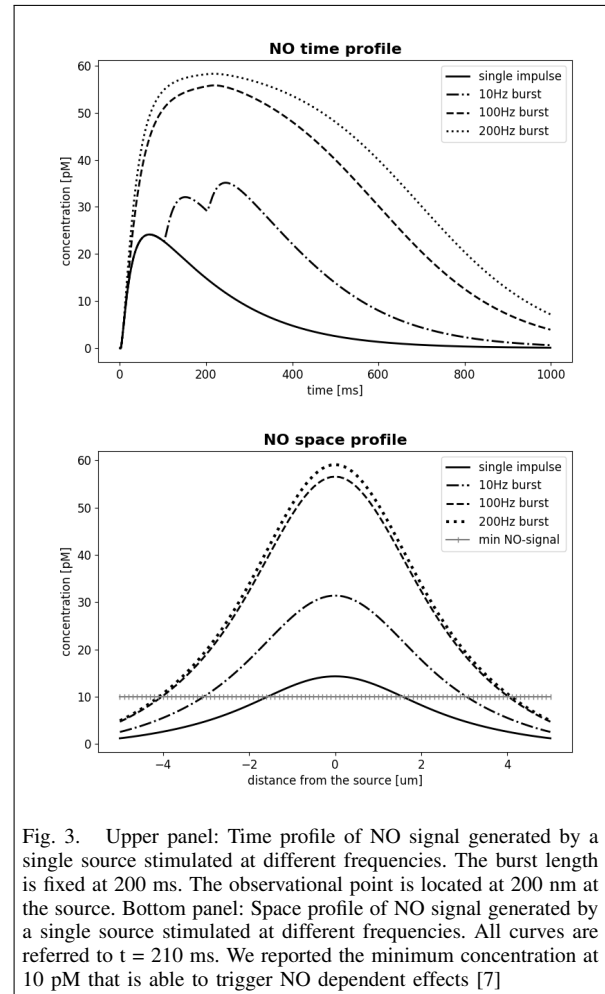 NO time profile
60
50
40
30
20
10
0
concentration [pM]
single impulse
10Hz burst
100Hz burst
200Hz burst
0
200
400
600
800
1000
time [ms]
NO space profile
60
50
40
30
20
10
0
concentration [pM]
single impulse
10Hz burst
100Hz burst
200Hz burst
min NO-signal
−4
−2
0
2
4
distance from the source [um]
Fig. 3. Upper panel: Time profile of NO signal generated by a
single source stimulated at different frequencies. The burst length
is fixed at 200 ms. The observational point is located at 200 nm at
the source. Bottom panel: Space profile of NO signal generated by
a single source stimulated at different frequencies. All curves are
referred to t = 210 ms. We reported the minimum concentration at
10 pM that is able to trigger NO dependent effects [7]